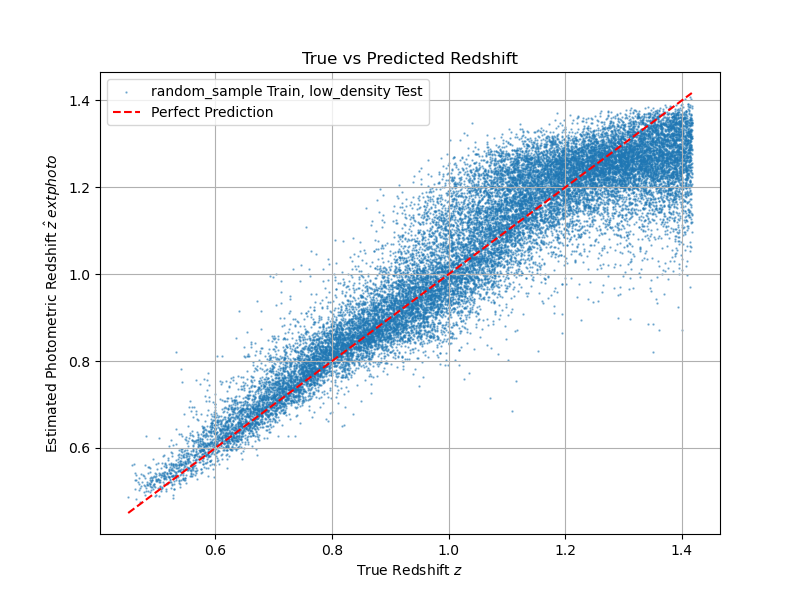 True vs Predicted Redshift
random_sample Train, low_density Test
Perfect Prediction
Estimated Photometric Redshift ẑ extphoto
1.4
1.2
1.0
0.8
0.6
0.6 0.8 1.0 1.2 1.4
True Redshift z